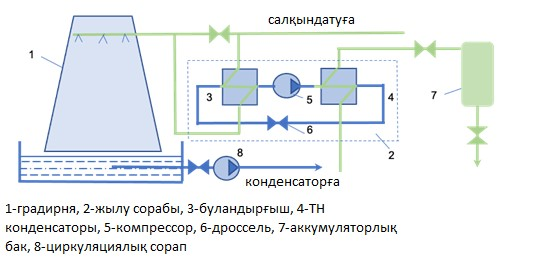 салқындатуға
1
3
5
4
6
7
2
8
конденсаторға
1-градирня, 2-жылу сорабы, 3-буландырғыш, 4-ТН
конденсаторы, 5-компрессор, 6-дроссель, 7-аккумуляторлық
бак, 8-циркуляциялық сорап